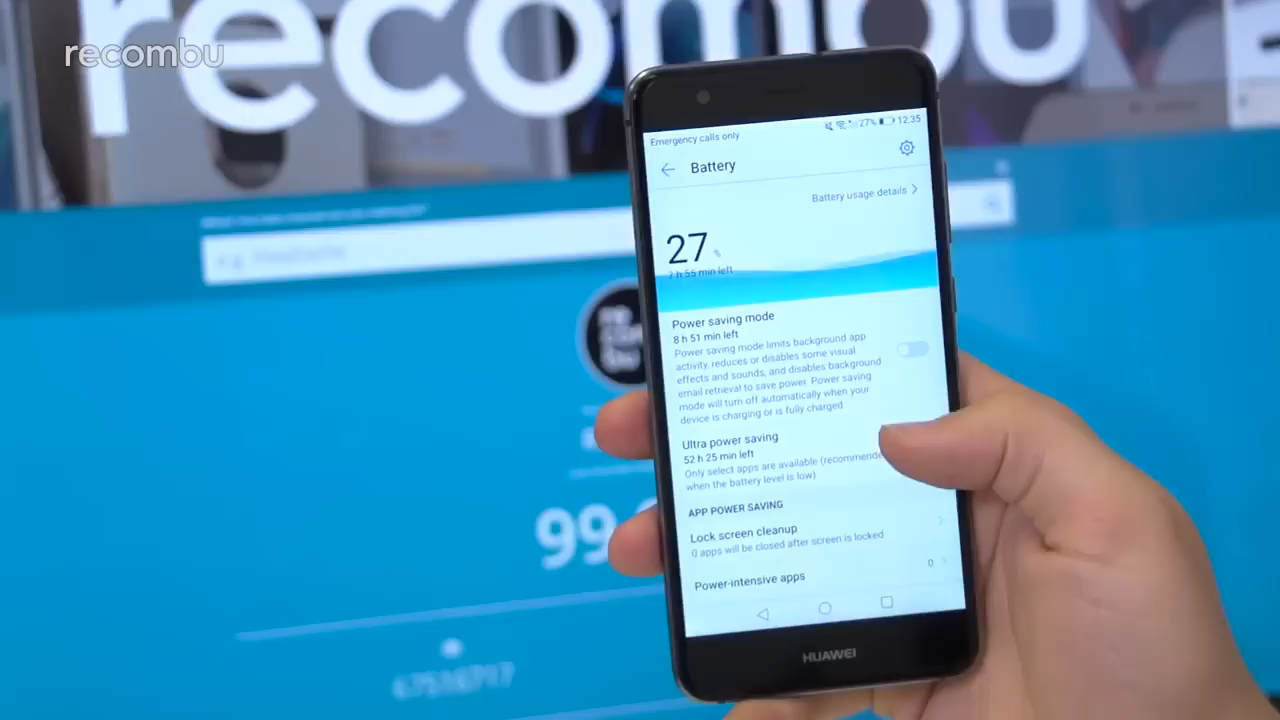 recombu
recombu
Emergency calls only
27% 12.35
Battery
Battery usage details
27 %
7 h 55 min left
Power saving mode
8 h 51 min left
Power saving mode limits background app
activity, reduces or disables some visual
effects and sounds, and disables background
email retrieval to save power. Power saving
mode will turn off automatically when your
device is charging or is fully charged
Ultra power saving
52 h 25 min left
Only select apps are available (recommende
when the battery level is low)
APP POWER SAVING
Lock screen cleanup
0 apps will be closed after screen is locked
Power-intensive apps
0
HUAWEI
99